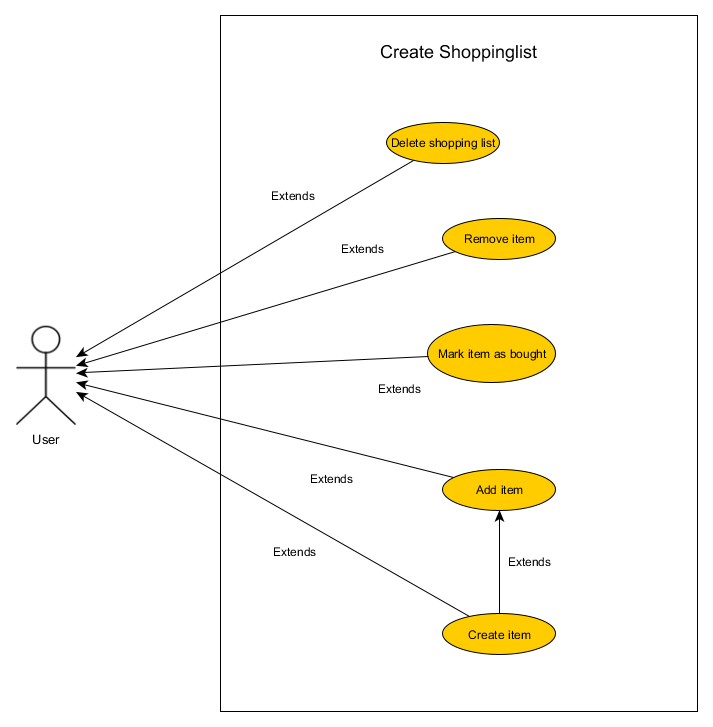 Create Shoppinglist
Delete shopping list
Extends
Remove item
Extends
Mark item as bought
Extends
User
Extends
Add item
Extends
Extends
Create item